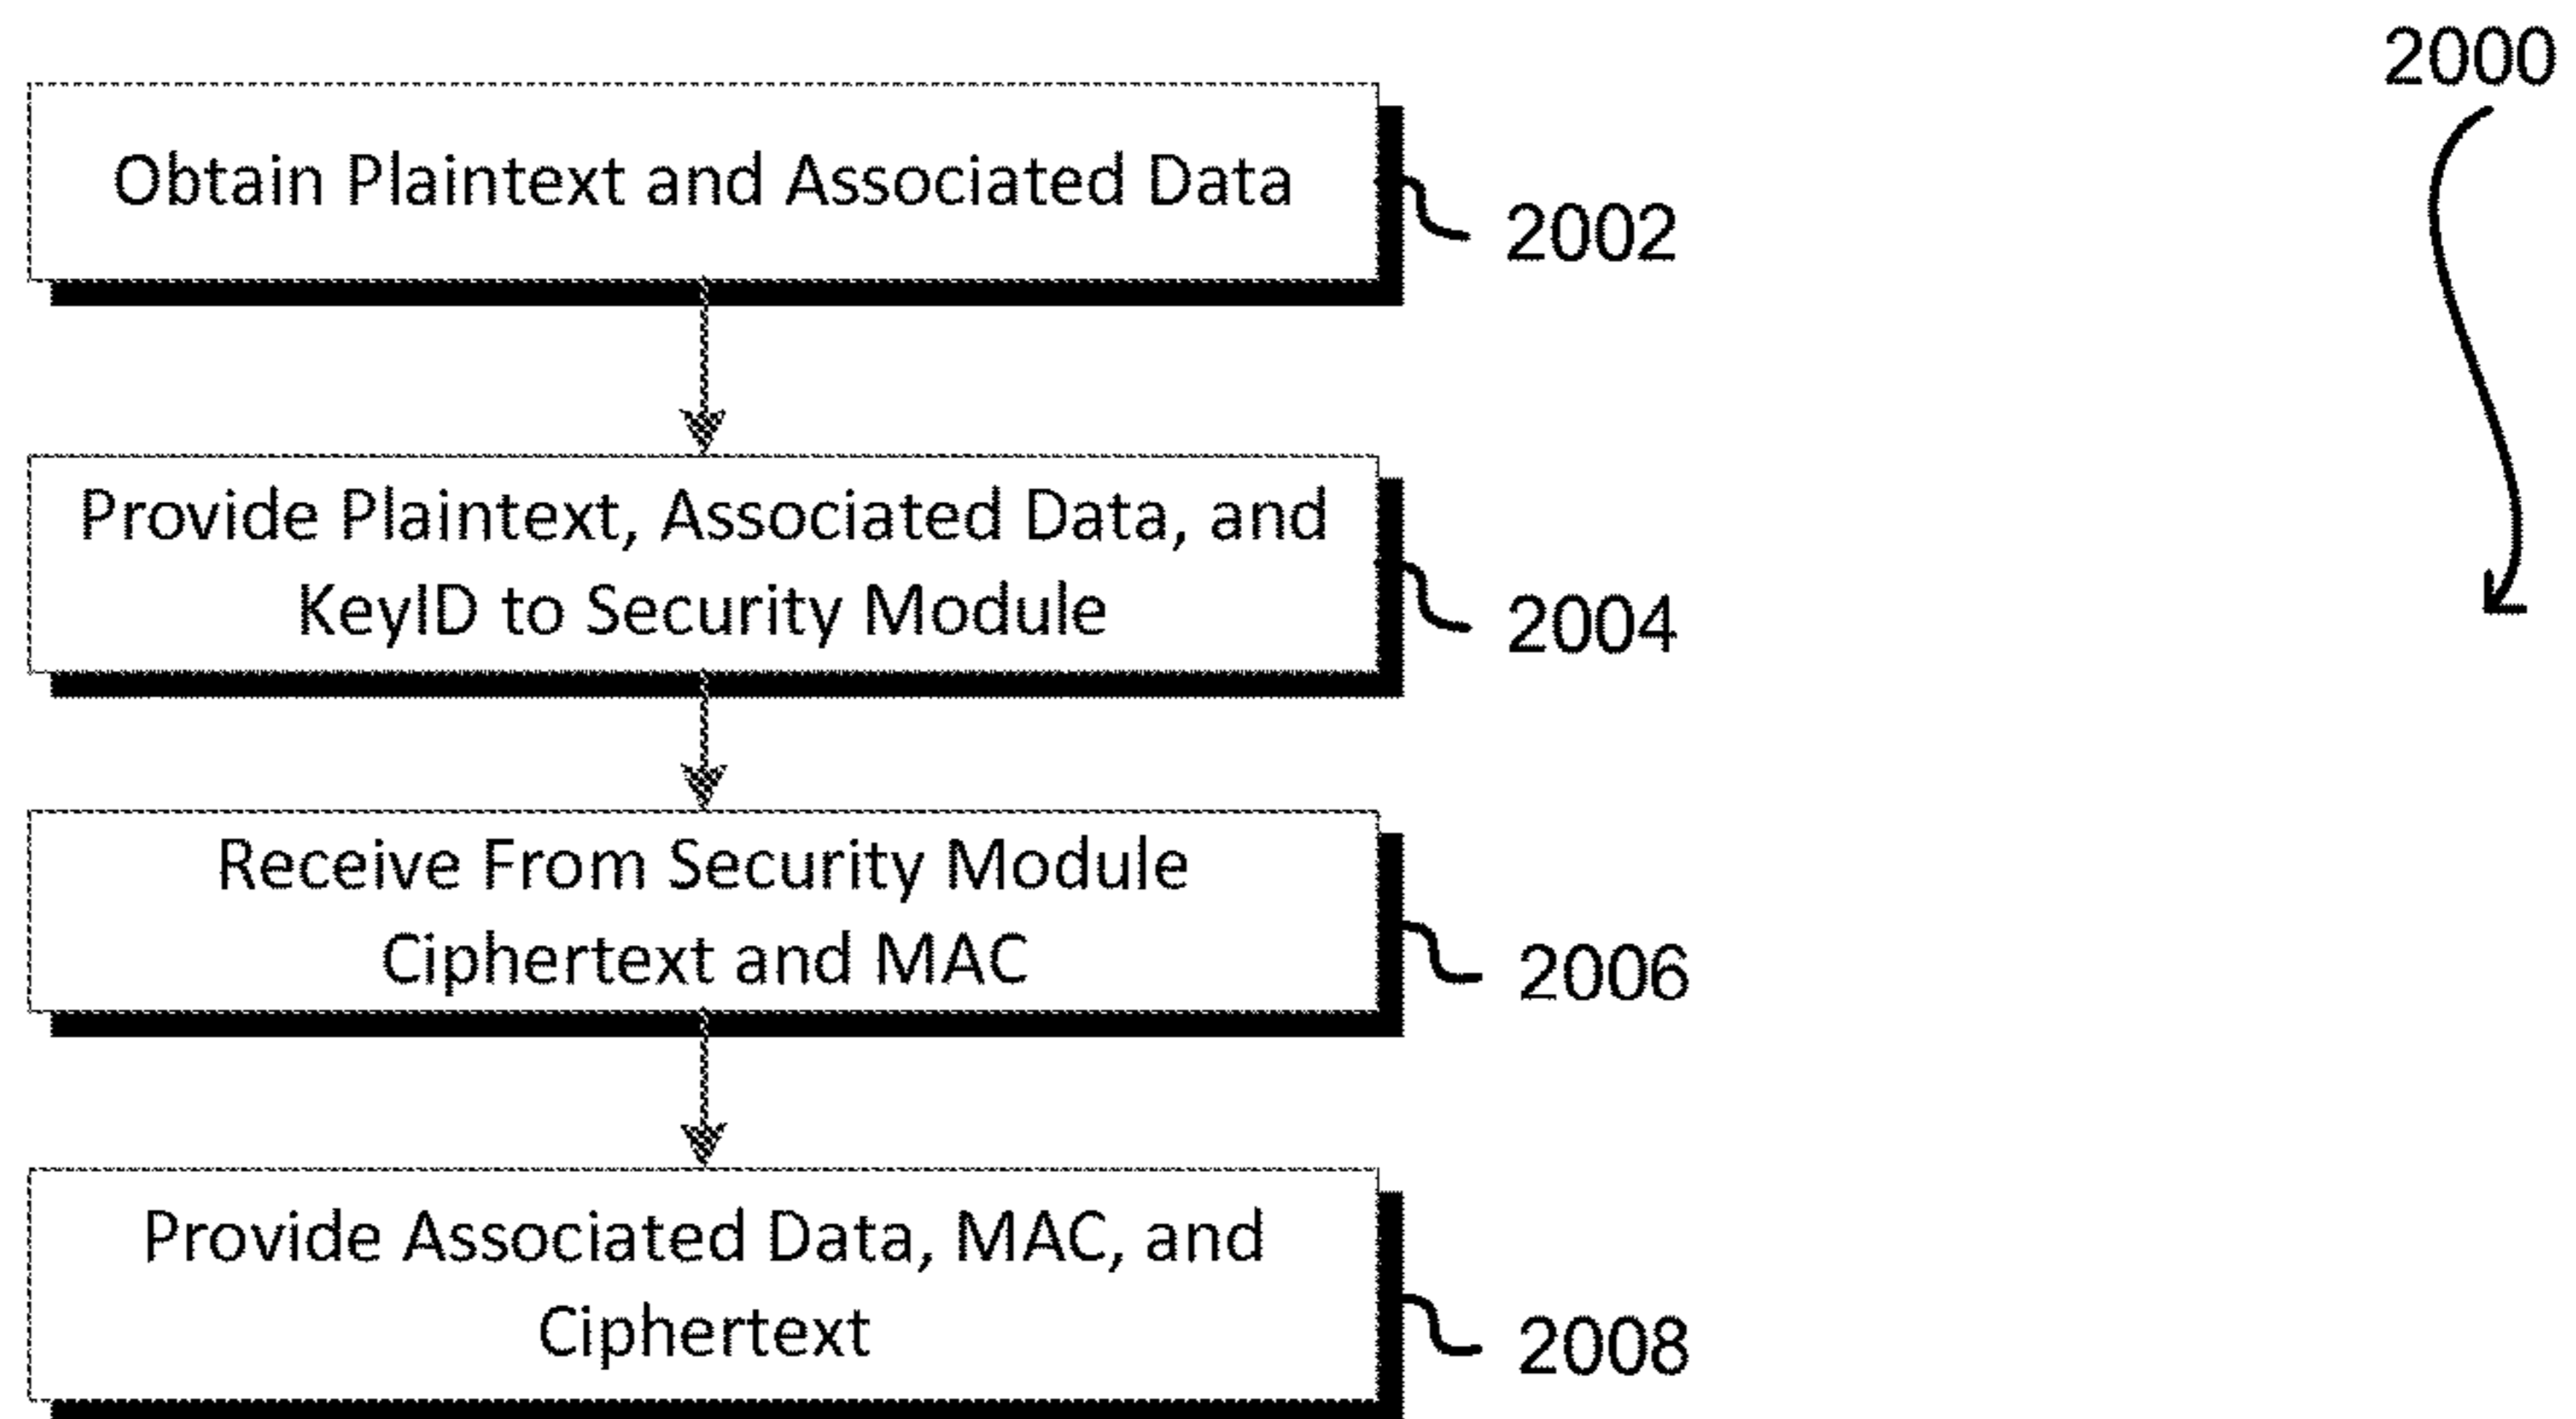 2000
Obtain Plaintext and Associated Data
2002
Provide Plaintext, Associated Data, and
KeyID to Security Module
2004
Receive From Security Module
Ciphertext and MAC
2006
Provide Associated Data, MAC, and
Ciphertext
2008